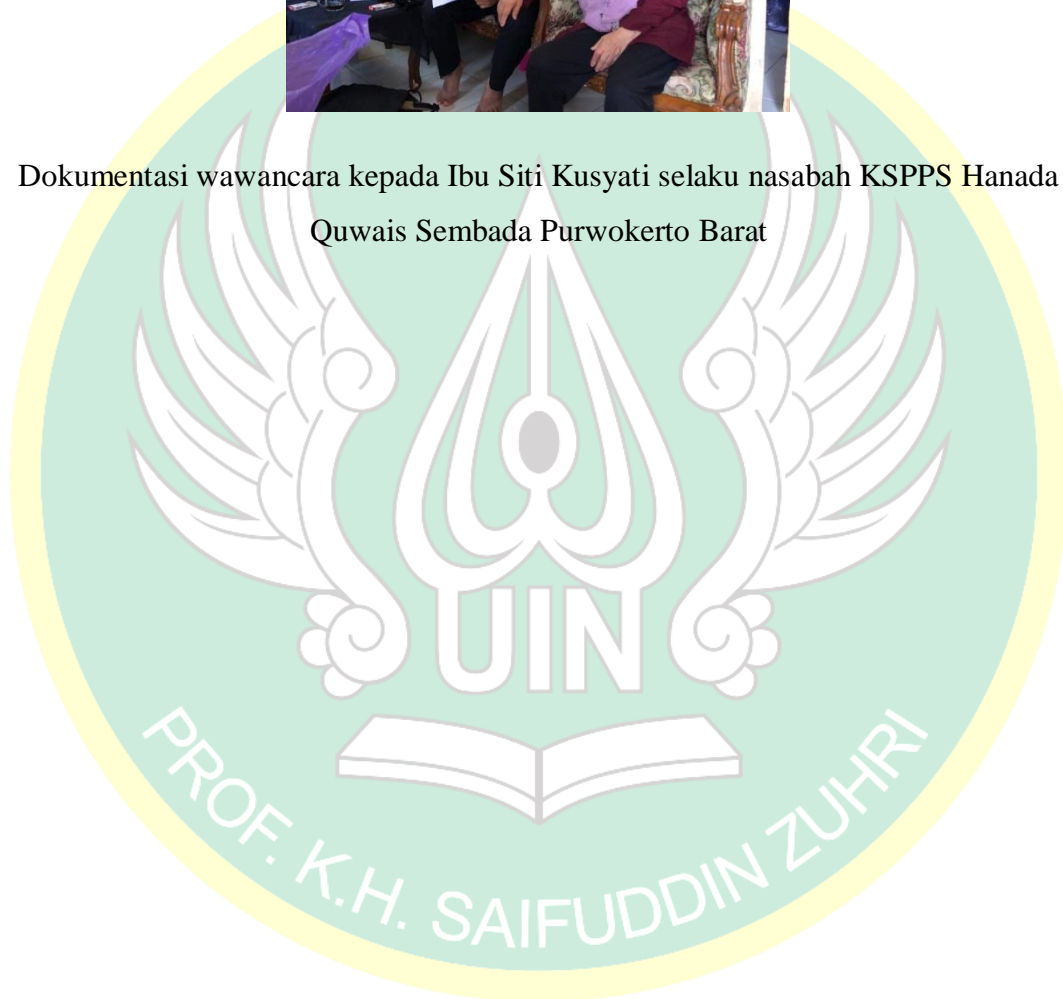 Dokumentasi wawancara kepada Ibu Siti Kusyati selaku nasabah KSPPS Hanada
Quwais Sembada Purwokerto Barat
UIN
PROF. K.H. SAIFUDDIN ZUHRI